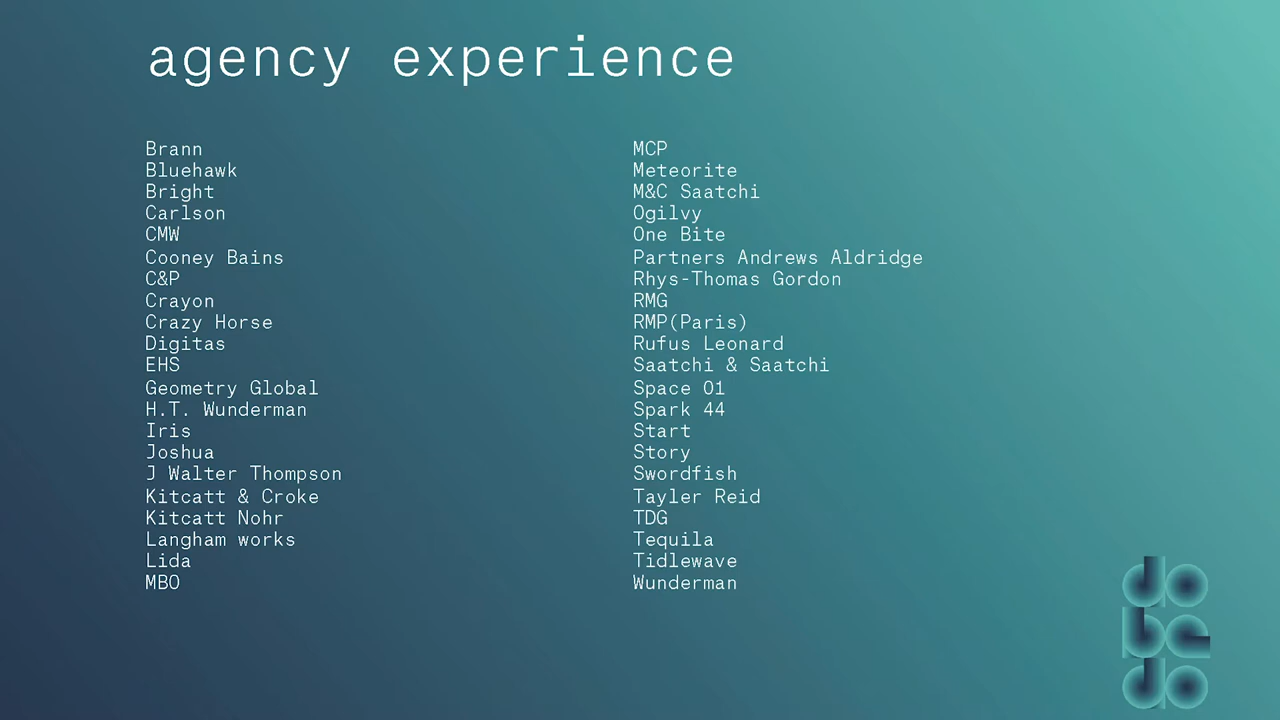 agency experience
Brann
Bluehawk
Bright
Carlson
CMW
Cooney Bains
C&P
Crayon
Crazy Horse
Digitas
EHS
Geometry Global
H.T. Wunderman
Iris
Joshua
J Walter Thompson
Kitcatt & Croke
Kitcatt Nohr
Langham works
Lida
MBO
MCP
Meteorite
M&C Saatchi
Ogilvy
One Bite
Partners Andrews Aldridge
Rhys-Thomas Gordon
RMG
RMP(Paris)
Rufus Leonard
Saatchi & Saatchi
Space 01
Spark 44
Start
Story
Swordfish
Tayler Reid
TDG
Tequila
Tidlewave
Wunderman
do
be
do